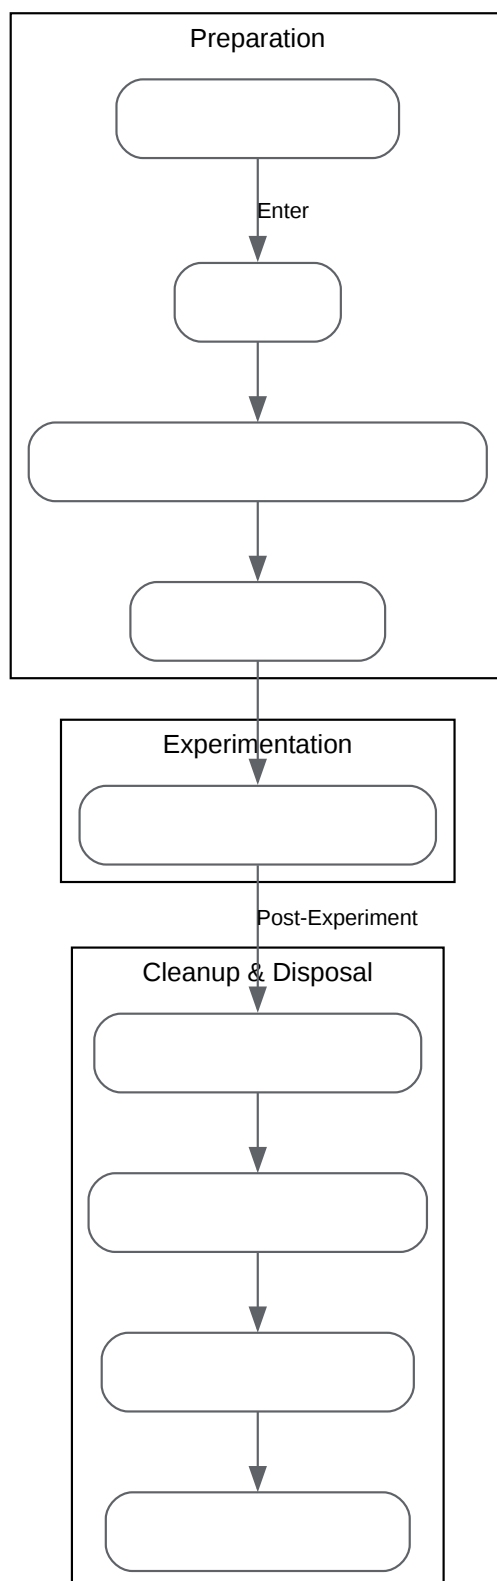 Preparation
Enter
Experimentation
Post-Experiment
Cleanup & Disposal